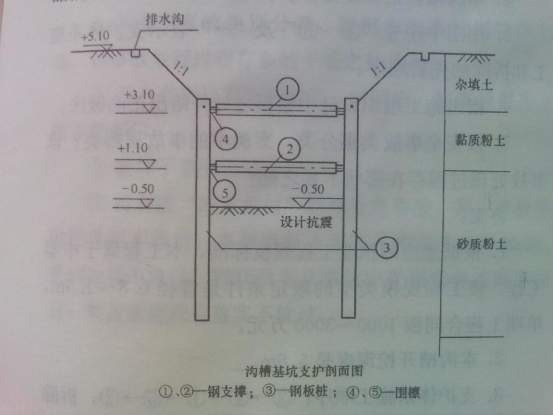 排水沟
+5.10
1:1
1:1
杂填土
①
+3.10
④
黏质粉土
②
+1.10
⑤
-0.50
-0.50
设计抗震
③
砂质粉土
沟槽基坑支护剖面图
①、②—钢支撑；③—钢板桩；④、⑤—围檩